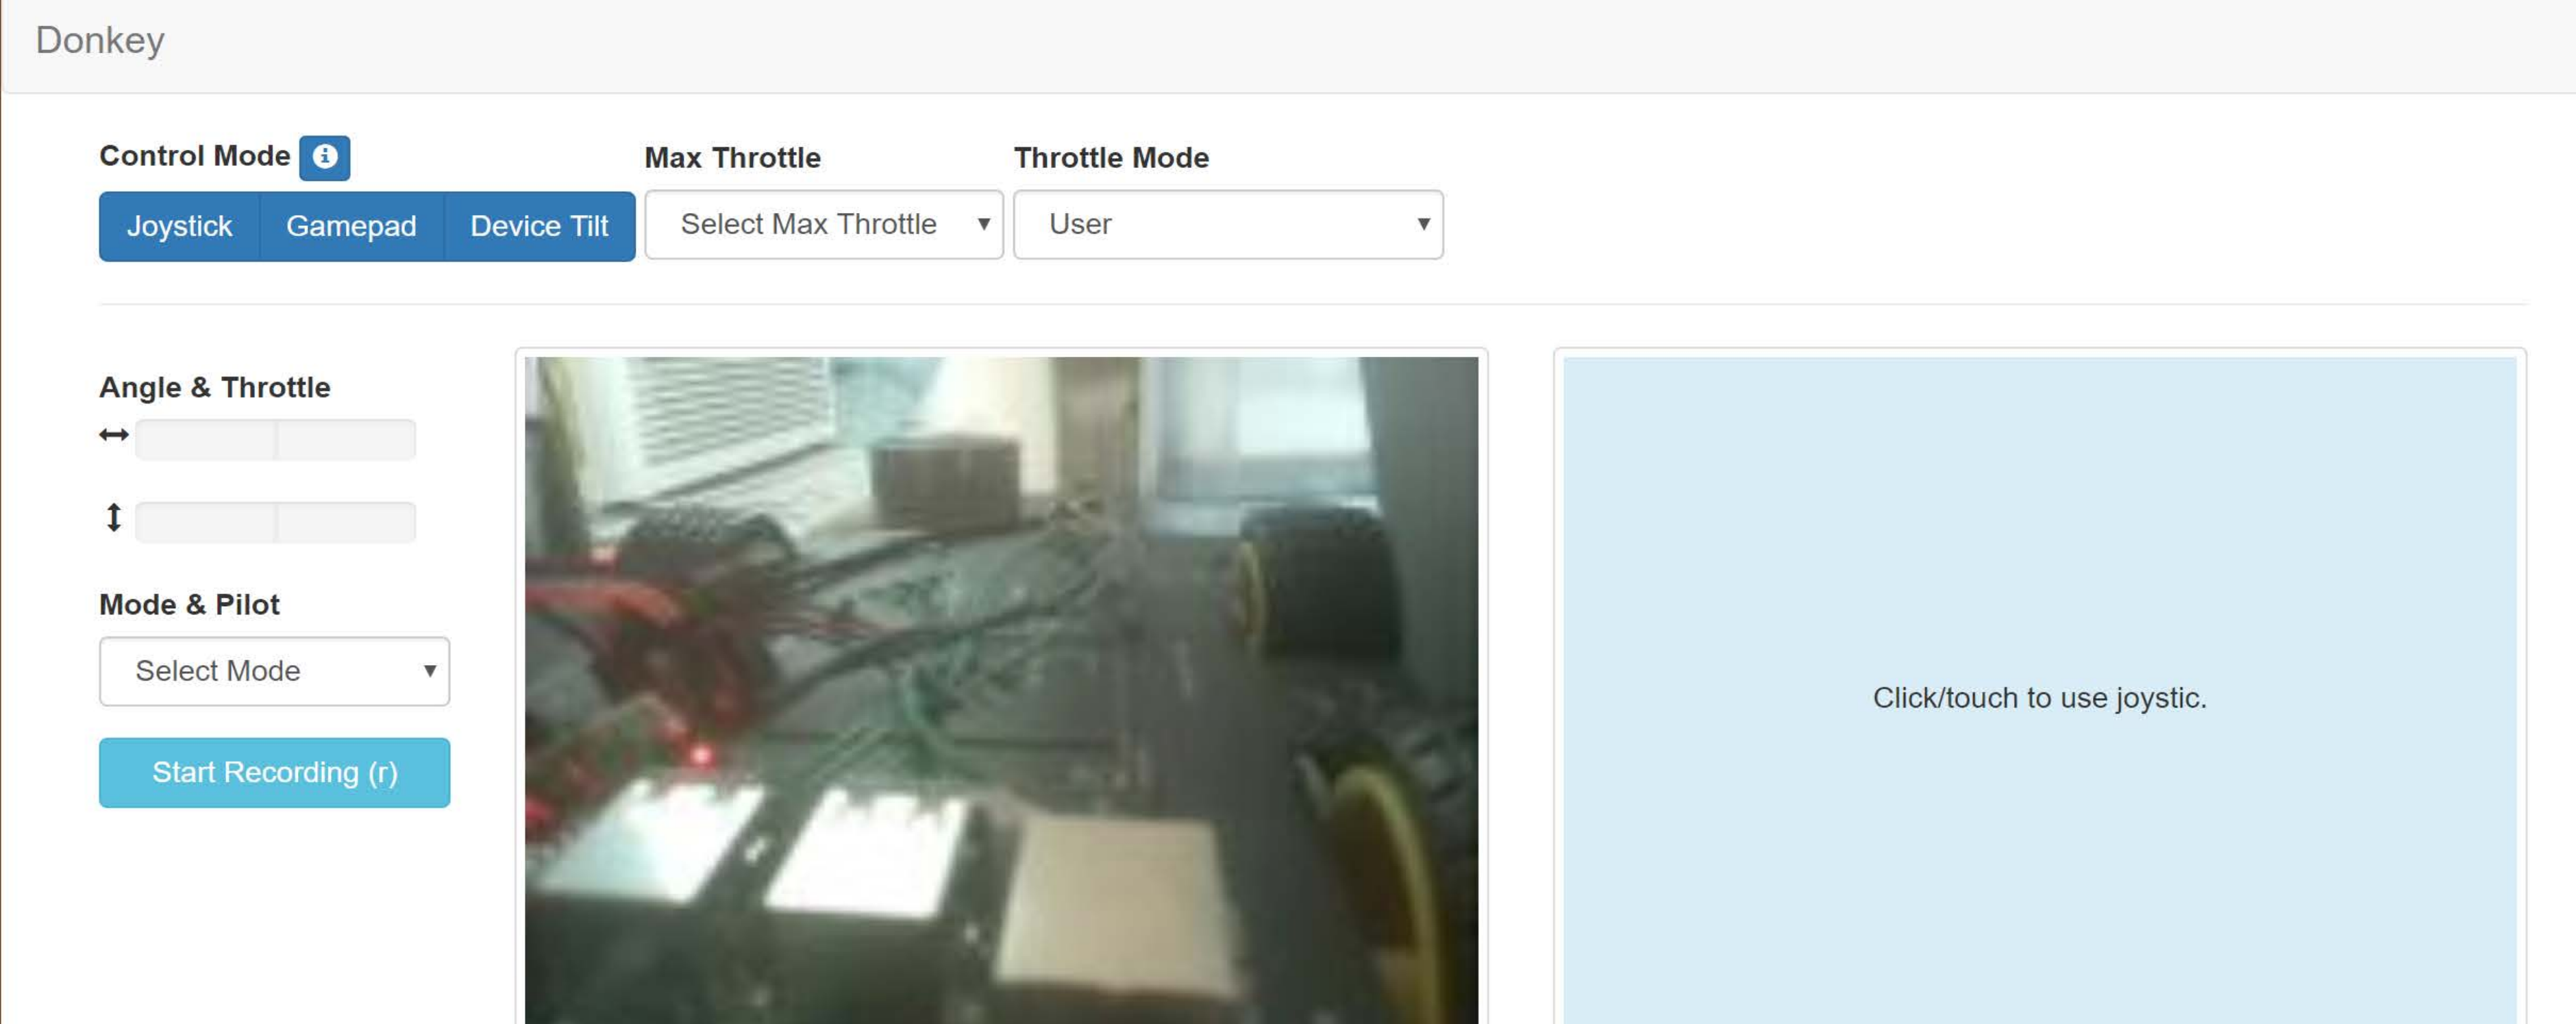 Donkey
Control Mode
Max Throttle
Throttle Mode
Joystick
Gamepad
Device Tilt
Select Max Throttle
User
Angle & Throttle
Mode & Pilot
Select Mode
Start Recording (r)
Click/touch to use joystic.